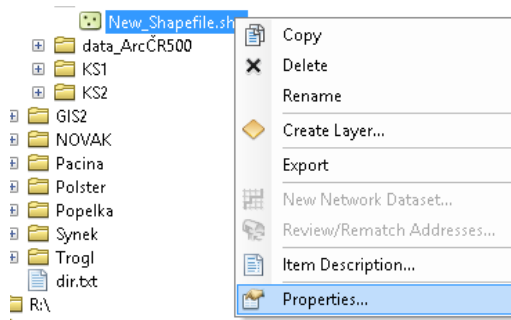 New_Shapefile.sh
data_ArcČR500
KS1
KS2
GIS2
NOVAK
Pacina
Polster
Popelka
Synek
Trogl
dir.txt
R:\
Copy
Delete
Rename
Create Layer...
Export
New Network Dataset...
Review/Rematch Addresses...
Item Description...
Properties...